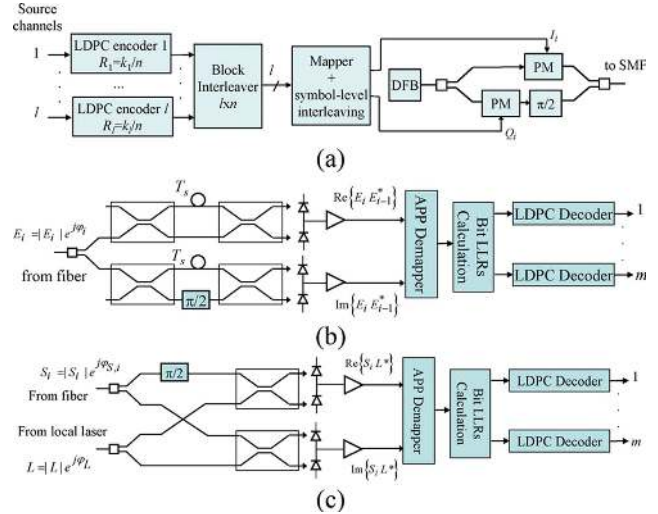 Source
channels
1
LDPC encoder 1
R₁=k₁/n
l
LDPC encoder l
Rₗ=kₗ/n
Block
Interleaver
l×n
l
Mapper
+
symbol-level
interleaving
Iᵢ
DFB
PM
PM
π/2
Qᵢ
to SMF
(a)
Eᵢ =|Eᵢ| e^{jφᵢ}
from fiber
Tₛ
Tₛ
π/2
Re{Eᵢ E*ᵢ₋₁}
Im{Eᵢ E*ᵢ₋₁}
APP Demapper
Bit LLRs
Calculation
LDPC Decoder
1
LDPC Decoder
m
(b)
Sᵢ =|Sᵢ| e^{jφ_{S,i}}
From fiber
π/2
From local laser
L=|L| e^{jφ_L}
Re{Sᵢ L*}
Im{Sᵢ L*}
APP Demapper
Bit LLRs
Calculation
LDPC Decoder
1
LDPC Decoder
m
(c)